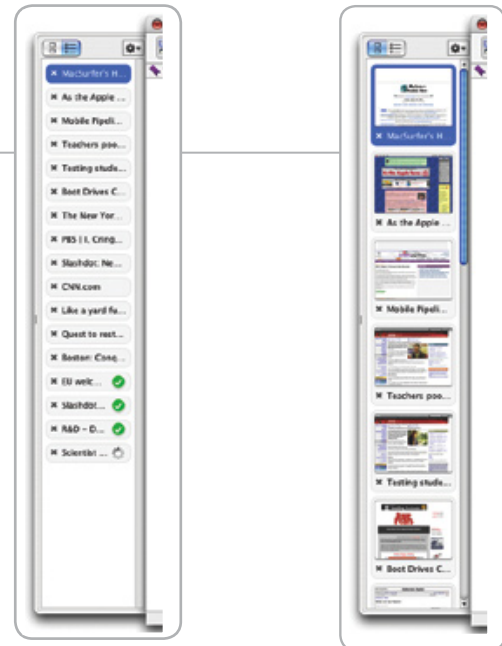 MacSurfer's H...
As the Apple ...
Mobile Pipeli...
Teachers poo...
Testing stude...
Boot Drives C...
The New Yor...
PBS | I, Cring...
Slashdot: Ne...
CNN.com
Like a yard fu...
Quest to rest...
Boston: Cong...
EU welc...
Slashdot...
R&D – D...
Scientist ...
MacSurfer's H...
As the Apple ...
Mobile Pipeli...
Teachers poo...
Testing stude...
Boot Drives C...